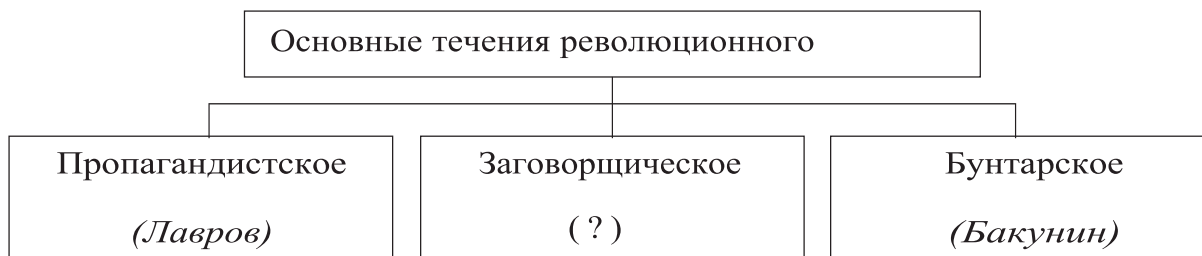 Основные течения революционного
Пропагандистское
(Лавров)
Заговорщическое
( ? )
Бунтарское
(Бакунин)